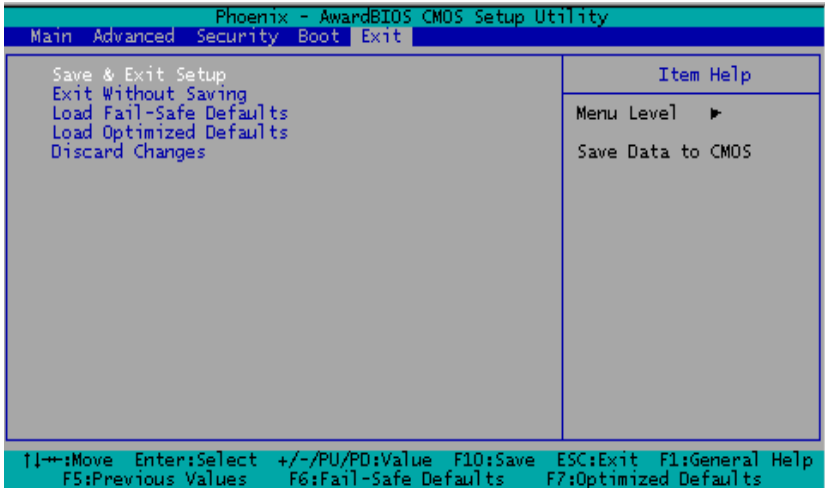 Phoenix - AwardBIOS CMOS Setup Utility
Main Advanced Security Boot Exit
Save & Exit Setup
Exit Without Saving
Load Fail-Safe Defaults
Load Optimized Defaults
Discard Changes
Item Help
Menu Level ►
Save Data to CMOS
↑↓→←:Move Enter:Select +/-/PU/PD:Value F10:Save ESC:Exit F1:General Help
F5:Previous Values F6:Fail-Safe Defaults F7:Optimized Defaults